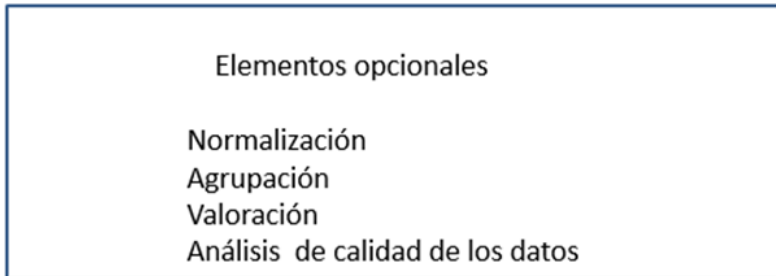 Elementos opcionales
Normalización
Agrupación
Valoración
Análisis  de calidad de los datos